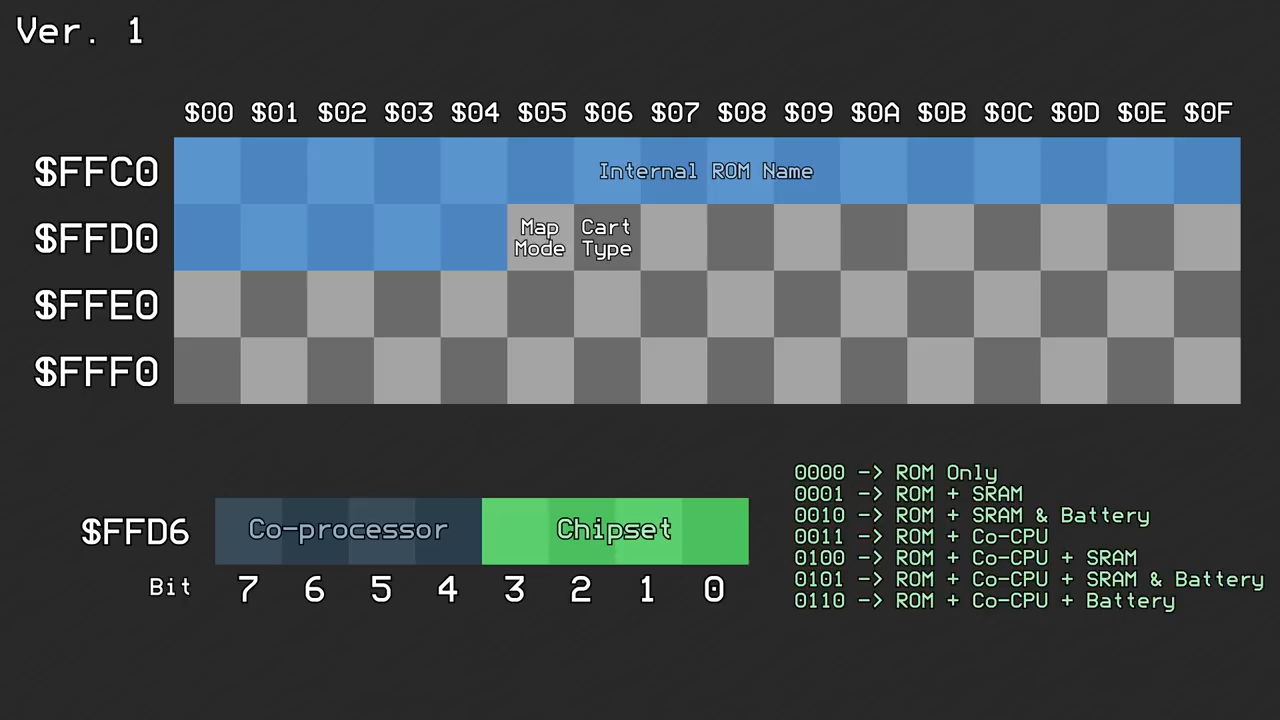 Ver. 1
$00 $01 $02 $03 $04 $05 $06 $07 $08 $09 $0A $0B $0C $0D $0E $0F
$FFC0 Internal ROM Name
$FFD0 Map Mode Cart Type
$FFE0
$FFF0
0000 -> ROM Only
0001 -> ROM + SRAM
0010 -> ROM + SRAM & Battery
0011 -> ROM + Co-CPU
0100 -> ROM + Co-CPU + SRAM
0101 -> ROM + Co-CPU + SRAM & Battery
0110 -> ROM + Co-CPU + Battery
$FFD6 Co-processor Chipset
Bit 7 6 5 4 3 2 1 0